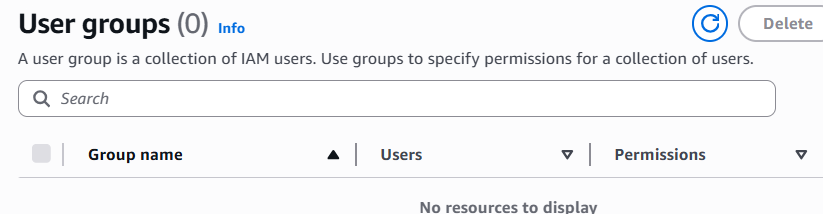 User groups (0) Info
Delete
A user group is a collection of IAM users. Use groups to specify permissions for a collection of users.
Search
Group name Users Permissions
No resources to display